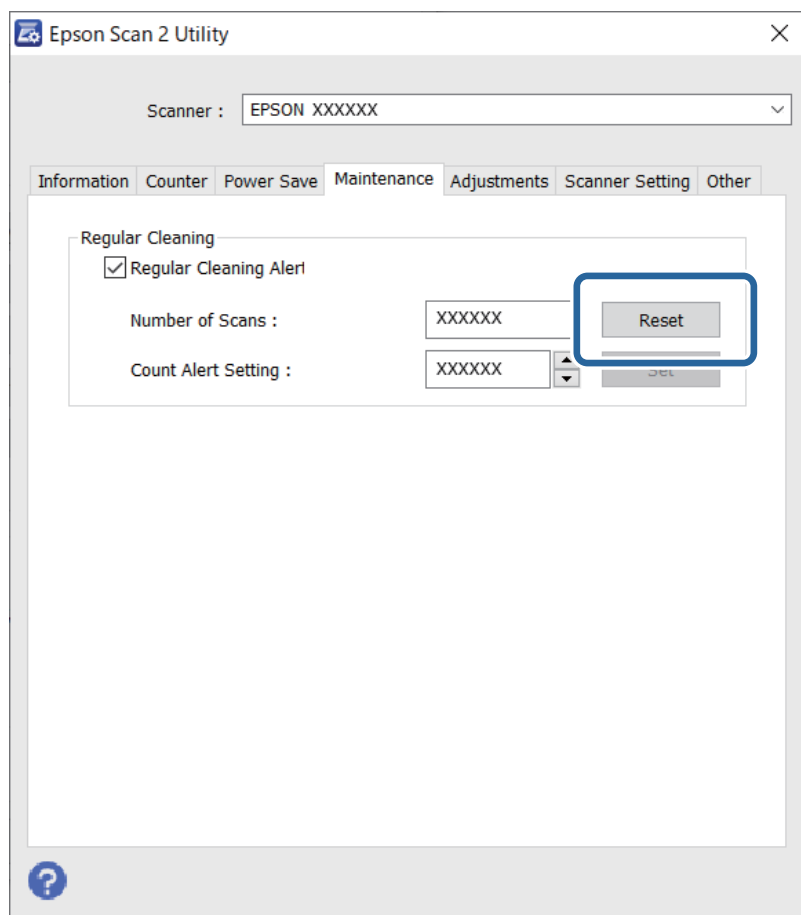 Epson Scan 2 Utility
Scanner : EPSON XXXXXX
Information Counter Power Save Maintenance Adjustments Scanner Setting Other
Regular Cleaning
Regular Cleaning Alert
Number of Scans : XXXXXX Reset
Count Alert Setting : XXXXXX Set
?